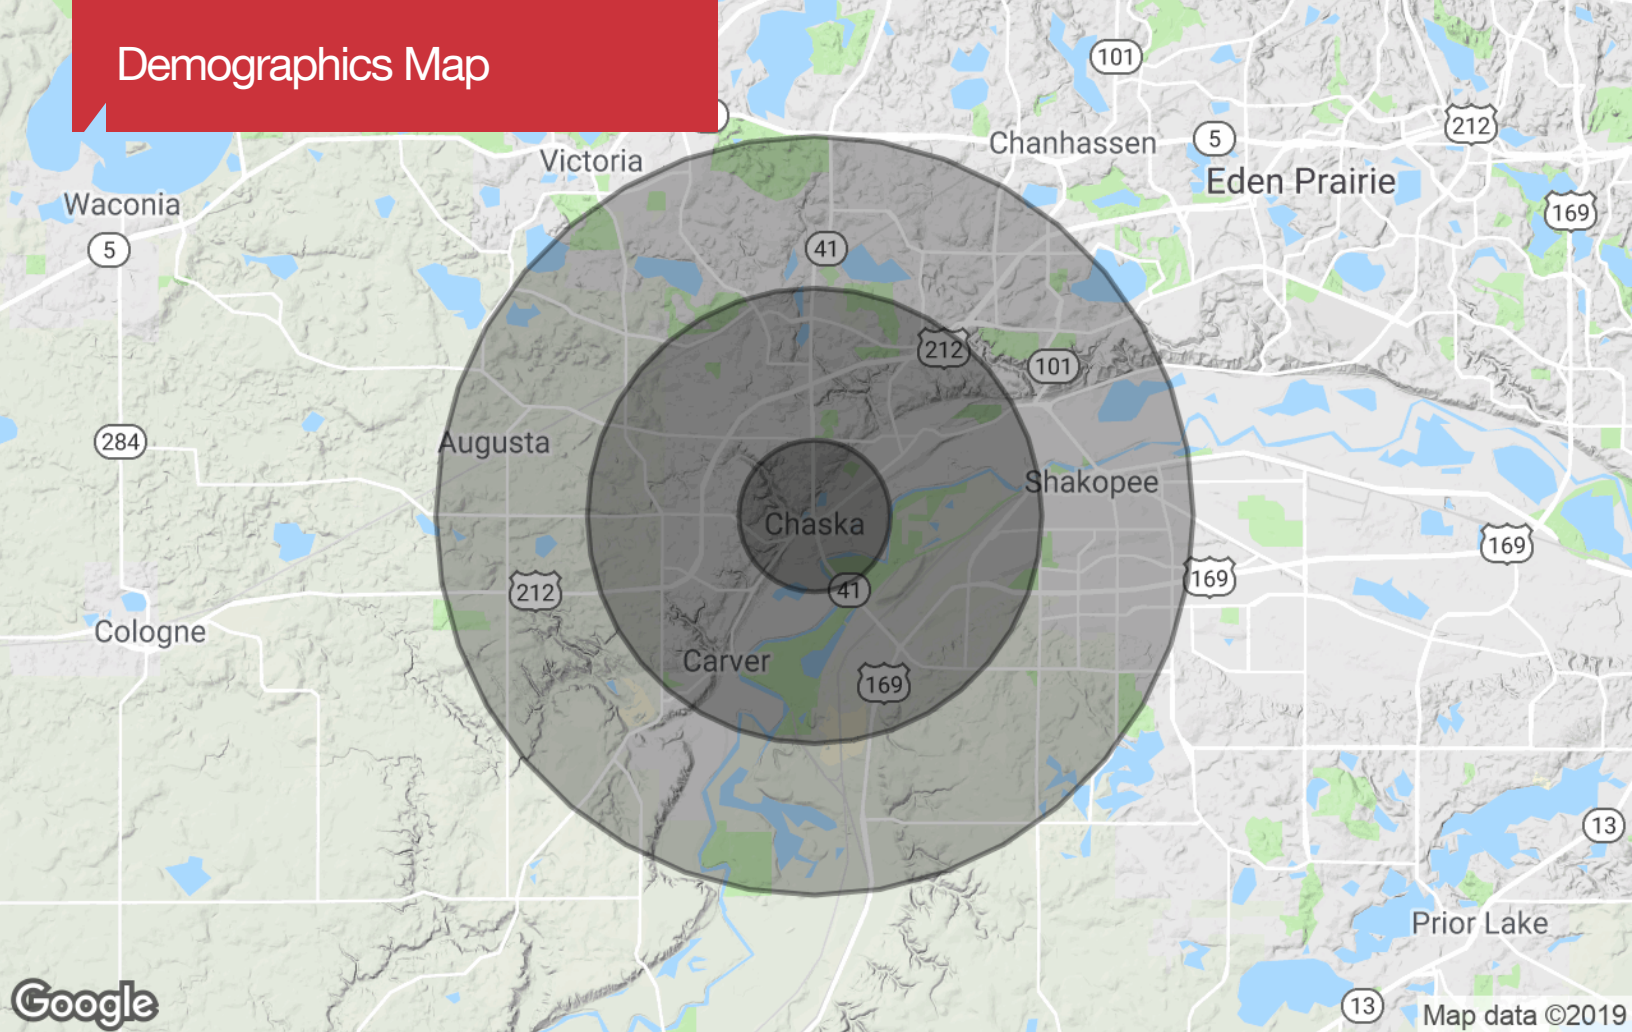 Demographics Map
101
5
212
Chanhassen
Victoria
Eden Prairie
Waconia
169
5
41
212
101
284
Augusta
Shakopee
Chaska
169
169
212
41
Cologne
Carver
169
13
Prior Lake
Google
13
Map data ©2019